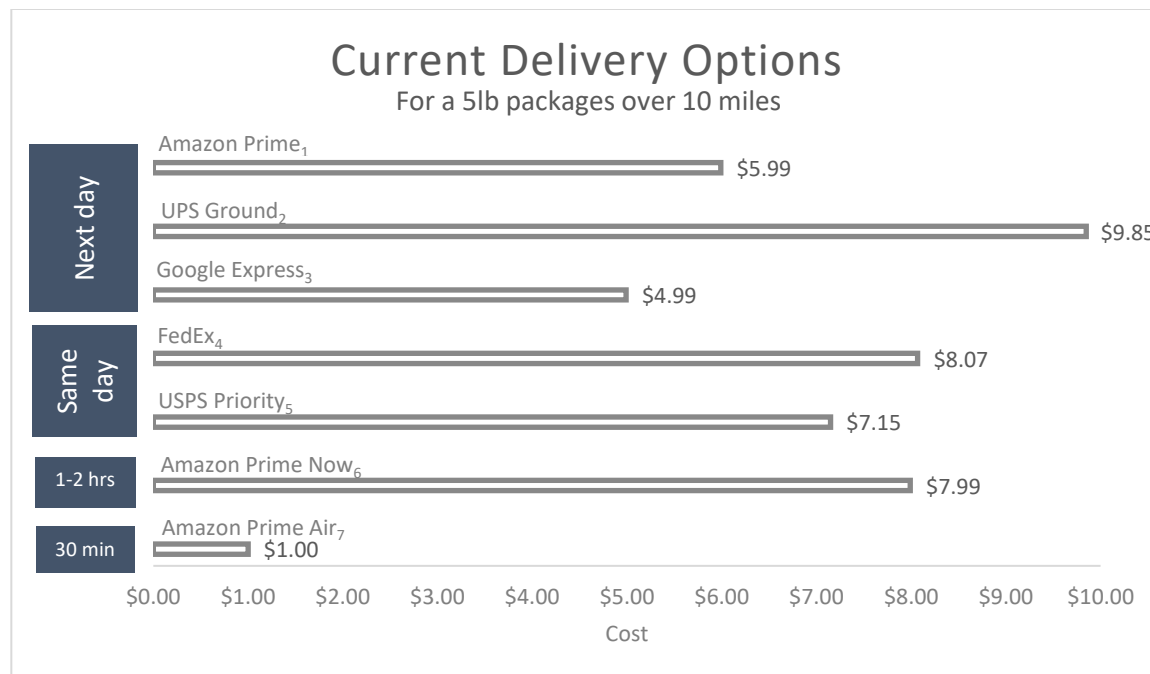 Current Delivery Options
For a 5lb packages over 10 miles
Next day
Amazon Prime1
$5.99
UPS Ground2
$9.85
Google Express3
$4.99
Same
day
FedEx4
$8.07
USPS Priority5
$7.15
1-2 hrs
Amazon Prime Now6
$7.99
30 min
Amazon Prime Air7
$1.00
$0.00 $1.00 $2.00 $3.00 $4.00 $5.00 $6.00 $7.00 $8.00 $9.00 $10.00
Cost